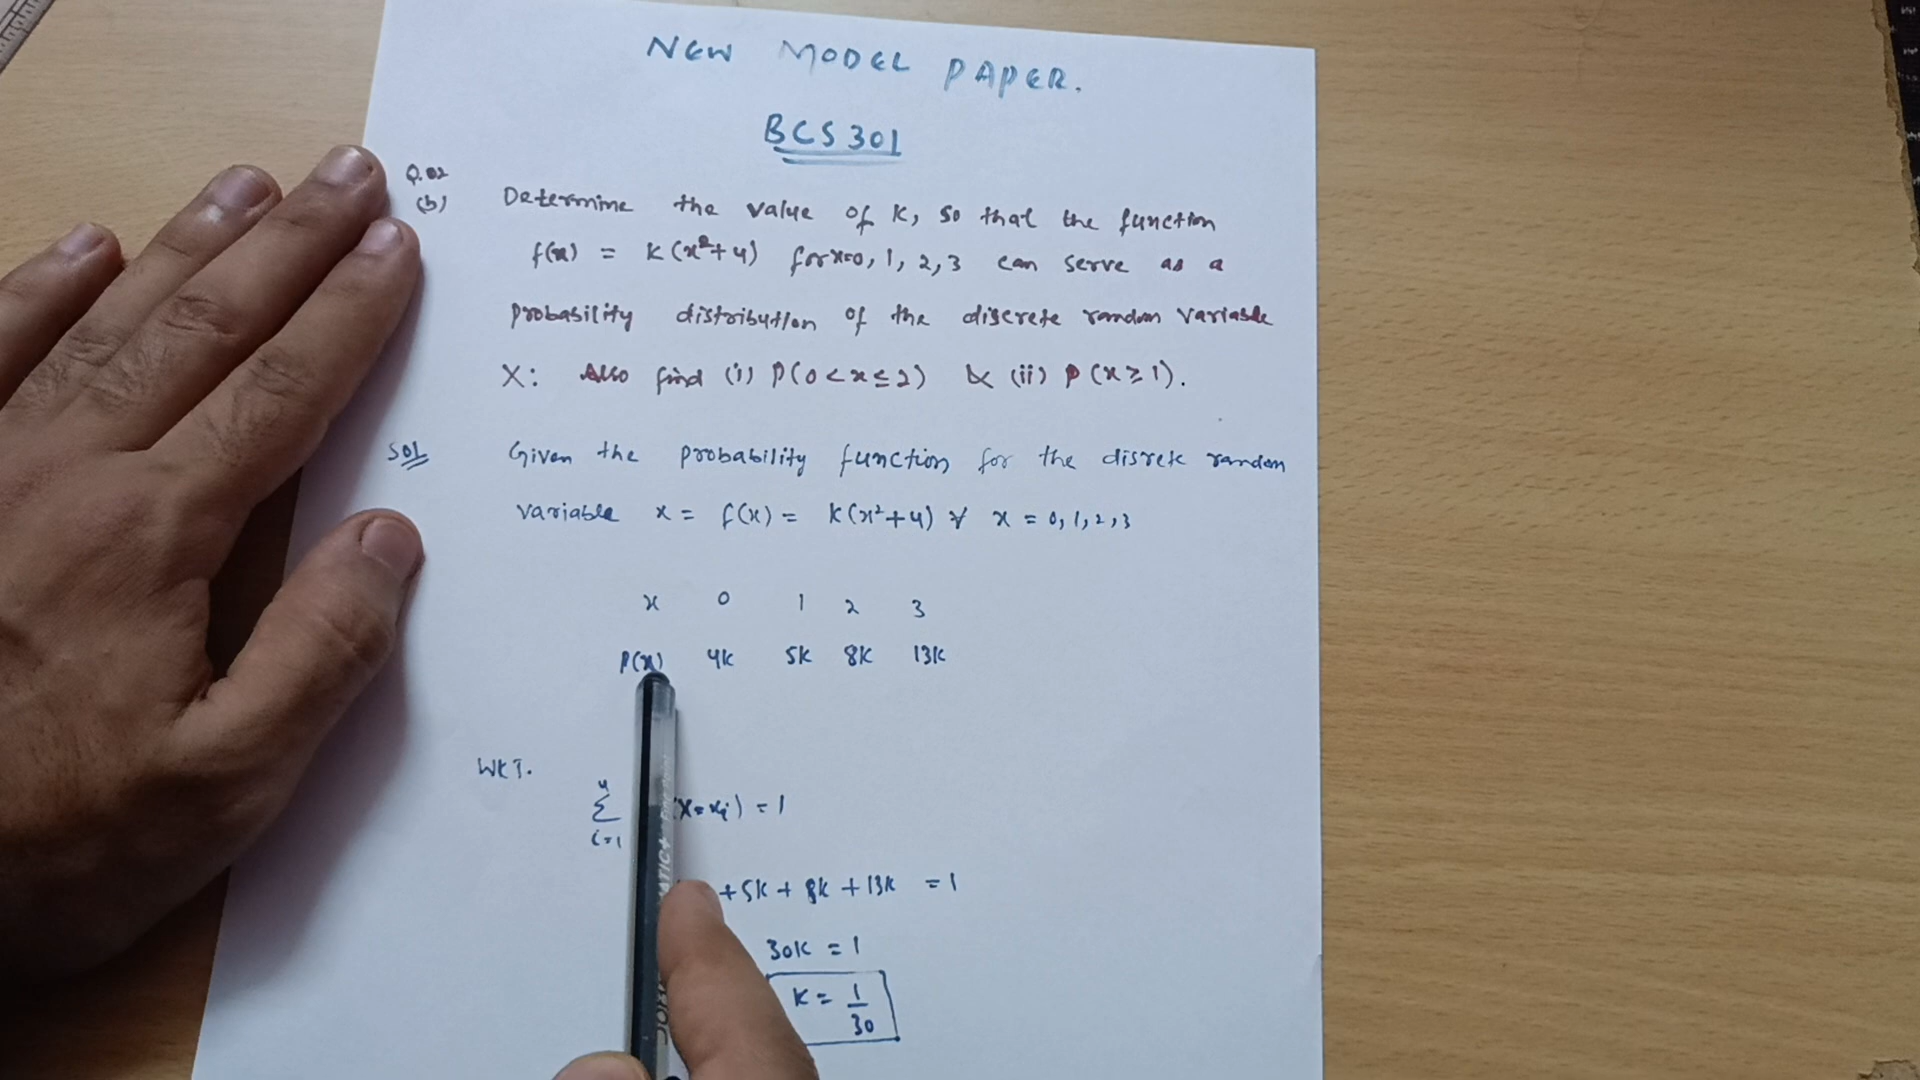 NEW MODEL PAPER.
BCS301
Q.02
(b) Determine the value of K, so that the function
f(x) = K(x²+4) for x=0, 1, 2, 3 can serve as a
probability distribution of the discrete random variable
X: Also find (i) P(0<x≤2) & (ii) P(x≥1).
Sol Given the probability function for the disrete random
variable x = f(x) = K(x²+4) ∀ x = 0,1,2,3
x 0 1 2 3
P(x) 4K 5K 8K 13K
WKT.
4
Σ (X=xi) = 1
i=1
+5K + 8K + 13K = 1
30K = 1
K = 1/30